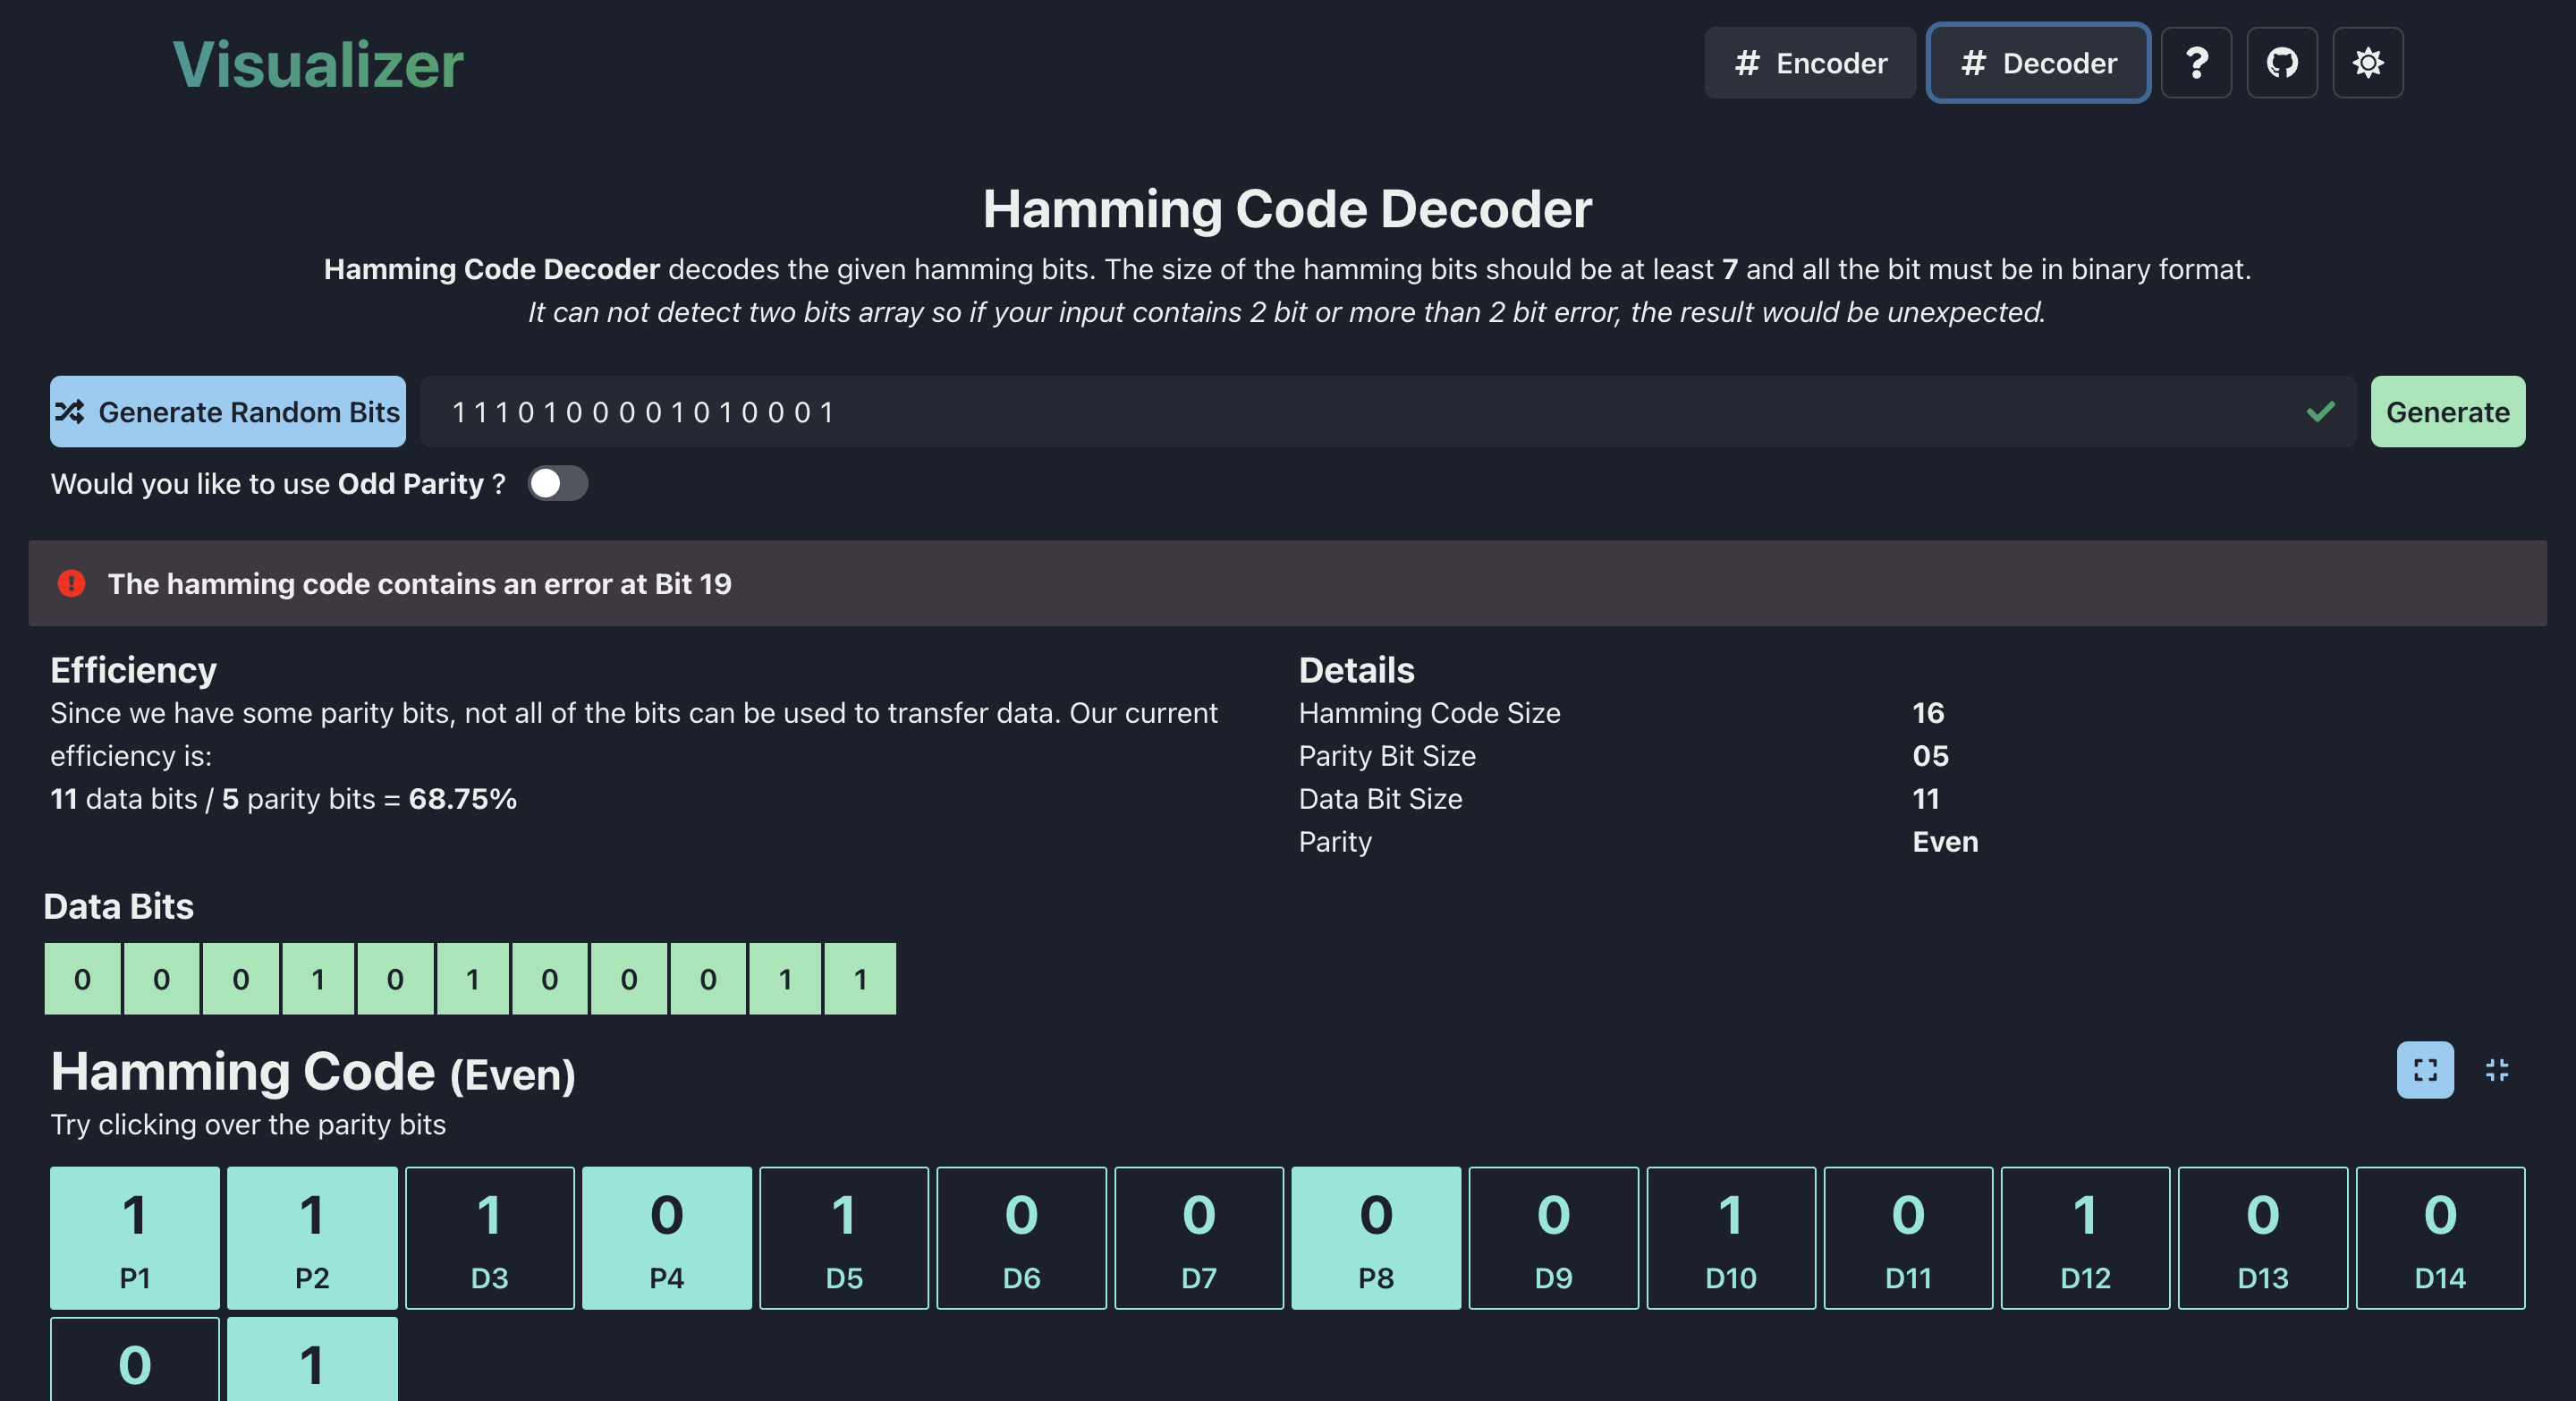 Visualizer
# Encoder
# Decoder
?
Hamming Code Decoder
Hamming Code Decoder decodes the given hamming bits. The size of the hamming bits should be at least 7 and all the bit must be in binary format.
It can not detect two bits array so if your input contains 2 bit or more than 2 bit error, the result would be unexpected.
Generate Random Bits
1 1 1 0 1 0 0 0 0 1 0 1 0 0 0 1
Generate
Would you like to use Odd Parity ?
The hamming code contains an error at Bit 19
Efficiency
Since we have some parity bits, not all of the bits can be used to transfer data. Our current
efficiency is:
11 data bits / 5 parity bits = 68.75%
Details
Hamming Code Size 16
Parity Bit Size 05
Data Bit Size 11
Parity Even
Data Bits
0 0 0 1 0 1 0 0 0 1 1
Hamming Code (Even)
Try clicking over the parity bits
1 1 1 0 1 0 0 0 0 1 0 1 0 0
P1 P2 D3 P4 D5 D6 D7 P8 D9 D10 D11 D12 D13 D14
0 1